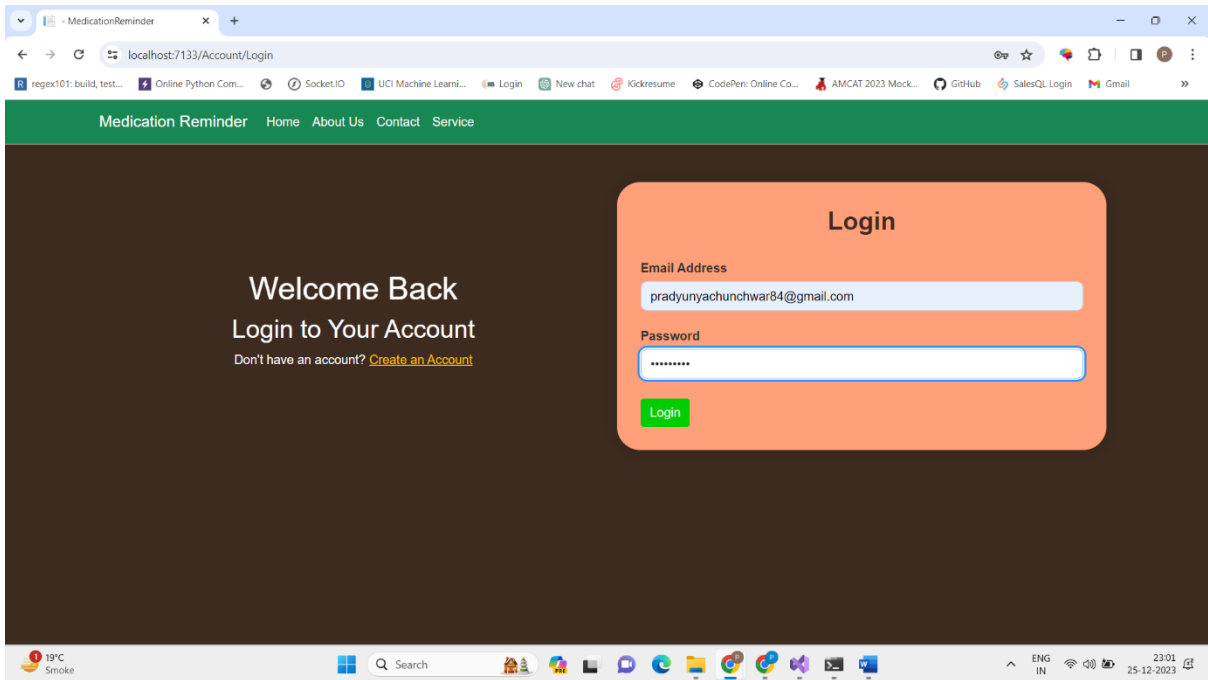 - MedicationReminder
localhost:7133/Account/Login
regex101: build, test... Online Python Com... Socket.IO UCI Machine Learni... Login New chat Kickresume CodePen: Online Co... AMCAT 2023 Mock... GitHub SalesQL Login Gmail
Medication Reminder Home About Us Contact Service
Welcome Back
Login to Your Account
Don't have an account? Create an Account
Login
Email Address
pradyunyachunchwar84@gmail.com
Password
•••••••••
Login
1 19°C
Smoke
Search
PRE
ENG
IN
23:01
25-12-2023